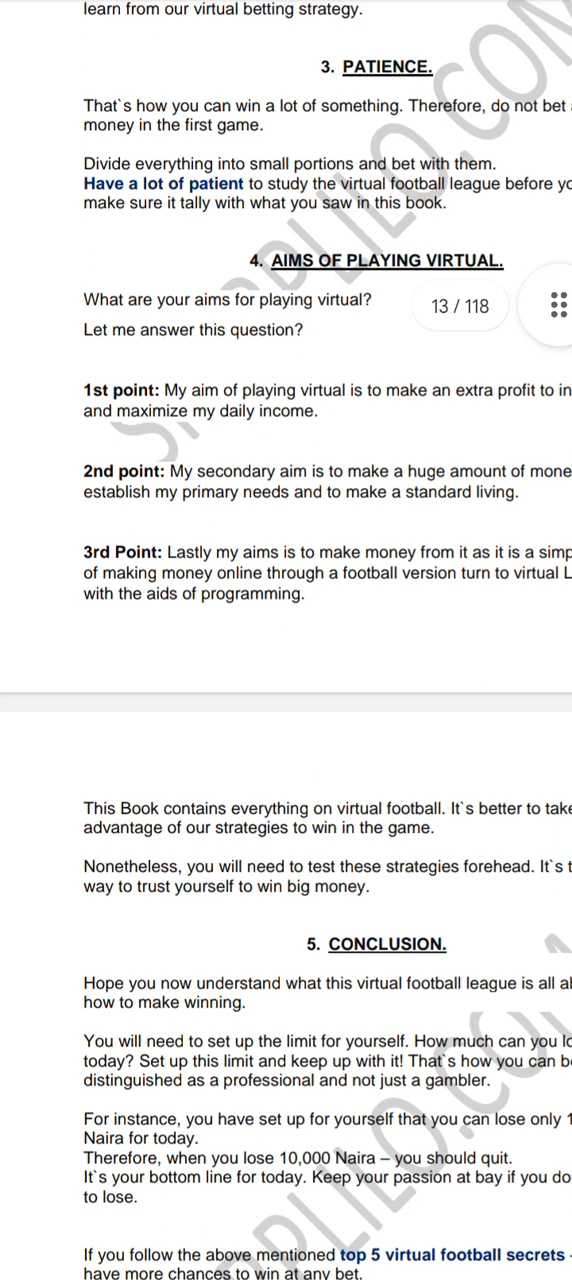 learn from our virtual betting strategy.
3. PATIENCE.
That`s how you can win a lot of something. Therefore, do not bet
money in the first game.
Divide everything into small portions and bet with them.
Have a lot of patient to study the virtual football league before yo
make sure it tally with what you saw in this book.
4. AIMS OF PLAYING VIRTUAL.
What are your aims for playing virtual?
13 / 118
Let me answer this question?
1st point: My aim of playing virtual is to make an extra profit to in
and maximize my daily income.
2nd point: My secondary aim is to make a huge amount of mone
establish my primary needs and to make a standard living.
3rd Point: Lastly my aims is to make money from it as it is a simp
of making money online through a football version turn to virtual L
with the aids of programming.
This Book contains everything on virtual football. It`s better to take
advantage of our strategies to win in the game.
Nonetheless, you will need to test these strategies forehead. It`s t
way to trust yourself to win big money.
5. CONCLUSION.
Hope you now understand what this virtual football league is all a
how to make winning.
You will need to set up the limit for yourself. How much can you lo
today? Set up this limit and keep up with it! That`s how you can b
distinguished as a professional and not just a gambler.
For instance, you have set up for yourself that you can lose only 1
Naira for today.
Therefore, when you lose 10,000 Naira – you should quit.
It`s your bottom line for today. Keep your passion at bay if you do
to lose.
If you follow the above mentioned top 5 virtual football secrets -
have more chances to win at any bet.